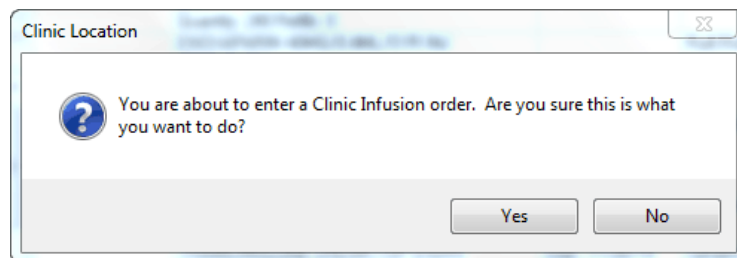 Clinic Location
You are about to enter a Clinic Infusion order.  Are you sure this is what
you want to do?
Yes
No